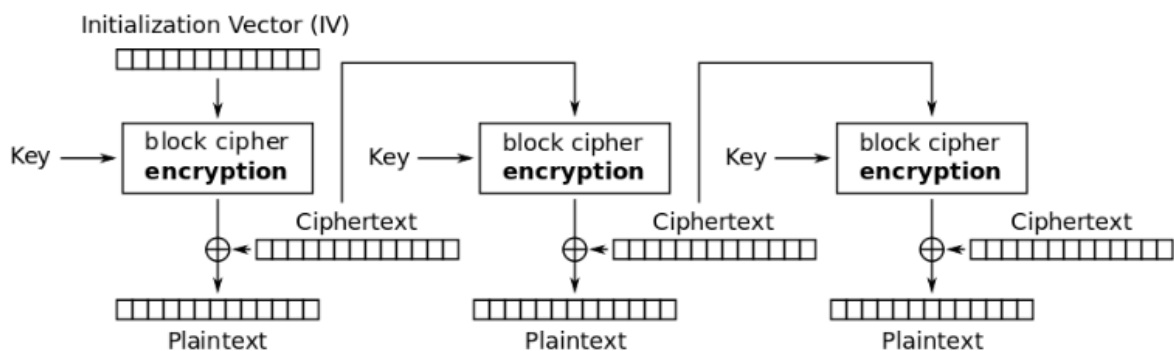 Initialization Vector (IV)
Key
block cipher
encryption
Key
block cipher
encryption
Key
block cipher
encryption
Ciphertext
Ciphertext
Ciphertext
Plaintext
Plaintext
Plaintext